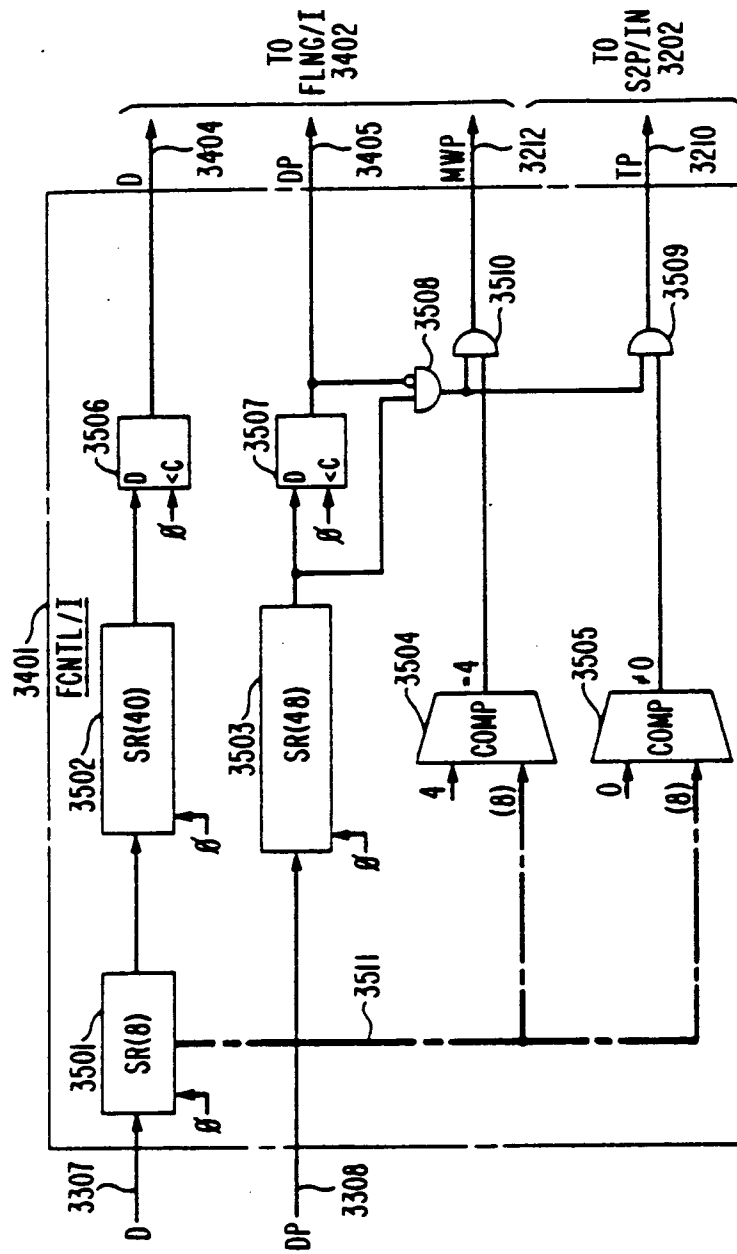 3401
FCNTL/I
3307
D
3501
SR(8)
Ø
3502
SR(40)
Ø
3506
D
<C
Ø
D
3404
TO
FLNG/I
3402
DP
3308
3503
SR(48)
Ø
3507
D
<C
Ø
DP
3405
3508
3511
3504
4
(8)
COMP
=4
3510
MWP
3212
3505
0
(8)
COMP
≠0
3509
TP
3210
TO
S2P/IN
3202